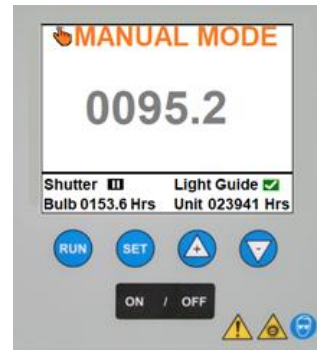 MANUAL MODE
0095.2
Shutter Light Guide
Bulb 0153.6 Hrs Unit 023941 Hrs
RUN SET + -
ON / OFF